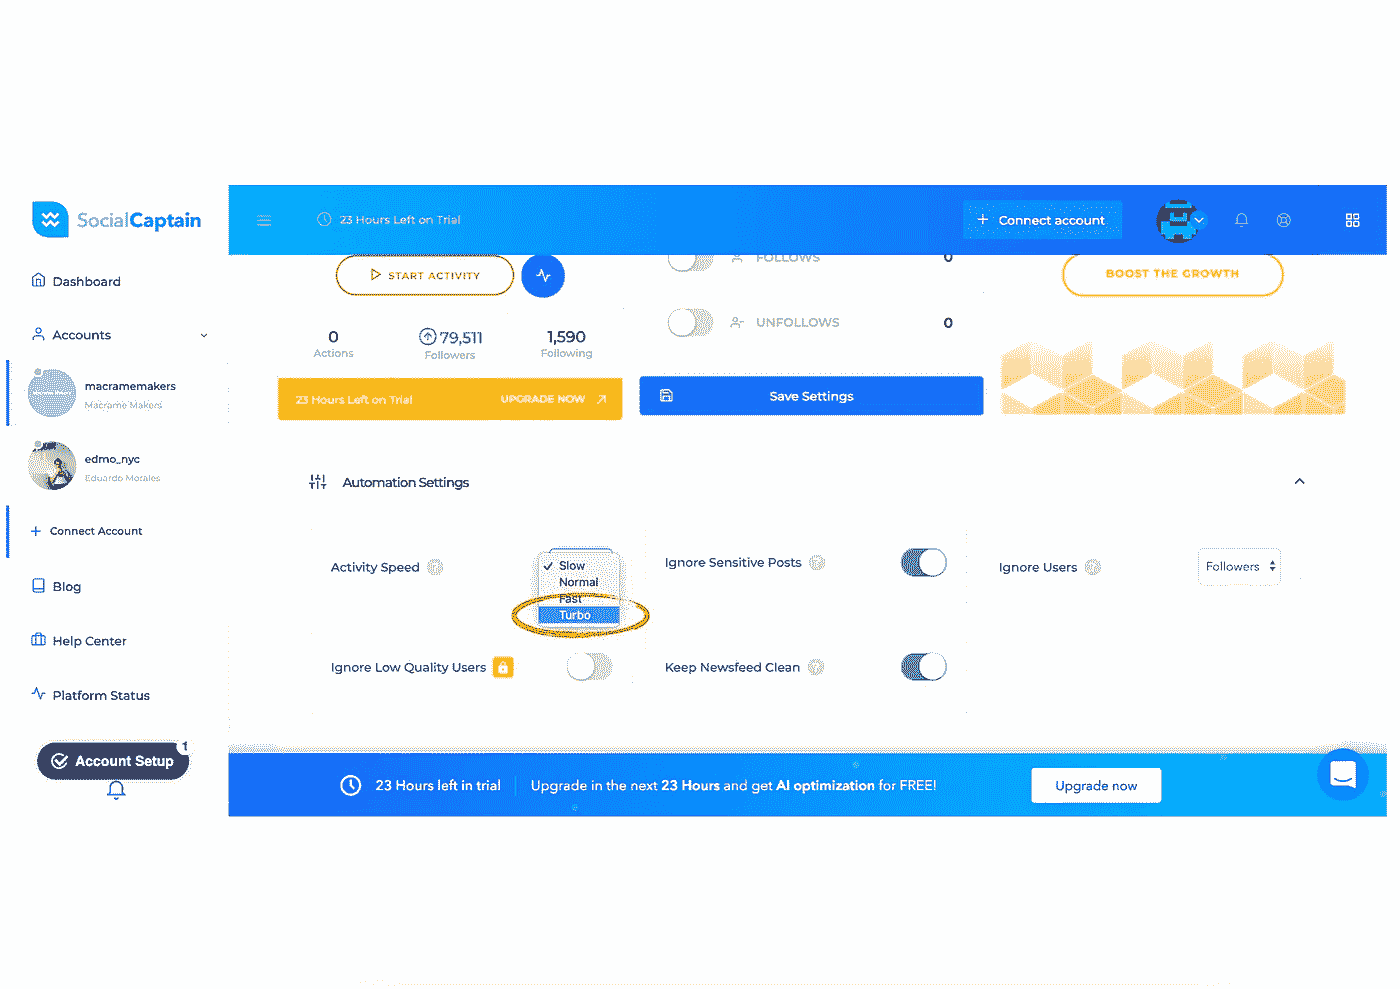 SocialCaptain
23 Hours Left on Trial
+ Connect account
Dashboard
Accounts
macramemakers
Macrame Makers
edmo_nyc
Eduardo Morales
+ Connect Account
Blog
Help Center
Platform Status
Account Setup
1
START ACTIVITY
0
Actions
79,511
Followers
1,590
Following
23 Hours Left on Trial
UPGRADE NOW
FOLLOWS
0
UNFOLLOWS
0
Save Settings
BOOST THE GROWTH
Automation Settings
Activity Speed
Slow
Normal
Fast
Turbo
Ignore Sensitive Posts
Ignore Users
Followers
Ignore Low Quality Users
Keep Newsfeed Clean
23 Hours left in trial
Upgrade in the next 23 Hours and get AI optimization for FREE!
Upgrade now